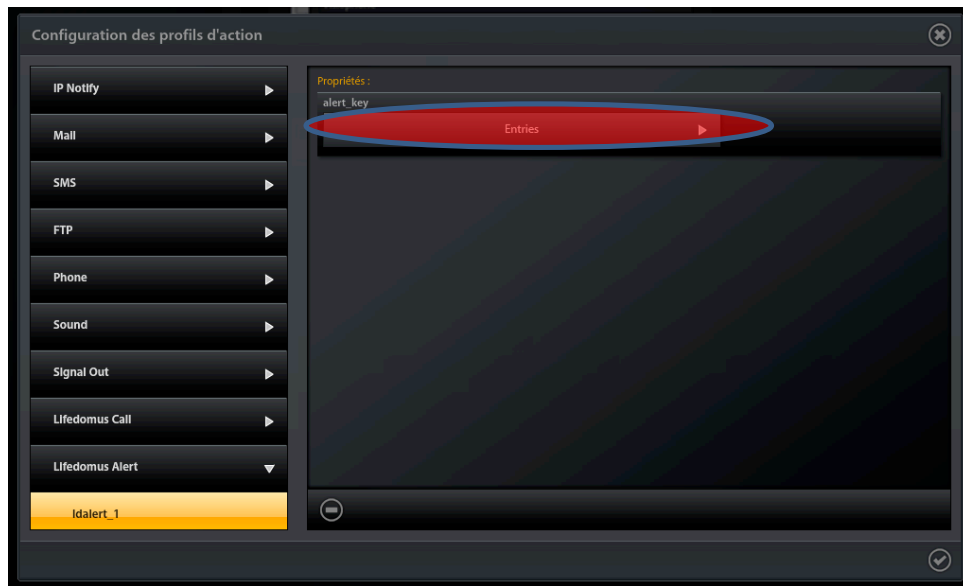 Configuration des profils d'action
IP Notify
Mail
SMS
FTP
Phone
Sound
Signal Out
Lifedomus Call
Lifedomus Alert
ldalert_1
Propriétés :
alert_key
Entries